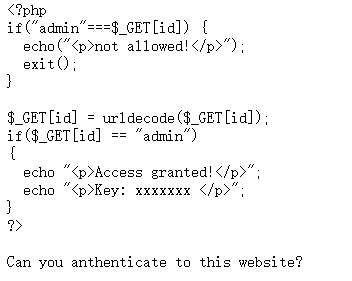 <?php
if("admin"===$_GET[id]) {
  echo("<p>not allowed!</p>");
  exit();
}

$_GET[id] = urldecode($_GET[id]);
if($_GET[id] == "admin")
{
  echo "<p>Access granted!</p>";
  echo "<p>Key: xxxxxxx </p>";
}
?>

Can you anthenticate to this website?